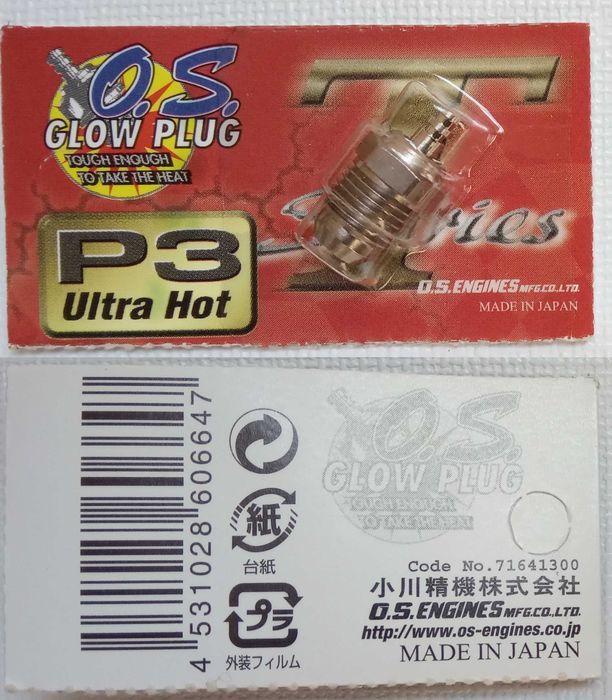 O.S.
GLOW PLUG
TOUGH ENOUGH
TO TAKE THE HEAT
T
Series
P3
Ultra Hot
O.S.ENGINES MFG.CO.LTD.
MADE IN JAPAN
4 531028 606647
紙
台紙
プラ
外装フィルム
O.S.
GLOW PLUG
TOUGH ENOUGH
TO TAKE THE HEAT
Code No.71641300
小川精機株式会社
O.S.ENGINES MFG.CO.LTD.
http://www.os-engines.co.jp
MADE IN JAPAN